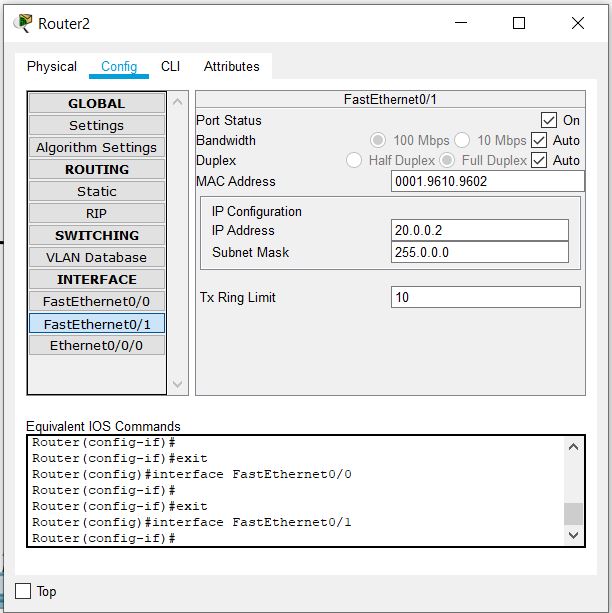 Router2
Physical Config CLI Attributes
GLOBAL
Settings
Algorithm Settings
ROUTING
Static
RIP
SWITCHING
VLAN Database
INTERFACE
FastEthernet0/0
FastEthernet0/1
Ethernet0/0/0
FastEthernet0/1
Port Status On
Bandwidth 100 Mbps 10 Mbps Auto
Duplex Half Duplex Full Duplex Auto
MAC Address 0001.9610.9602
IP Configuration
IP Address 20.0.0.2
Subnet Mask 255.0.0.0
Tx Ring Limit 10
Equivalent IOS Commands
Router(config-if)#
Router(config-if)#exit
Router(config)#interface FastEthernet0/0
Router(config-if)#
Router(config-if)#exit
Router(config)#interface FastEthernet0/1
Router(config-if)#
Top